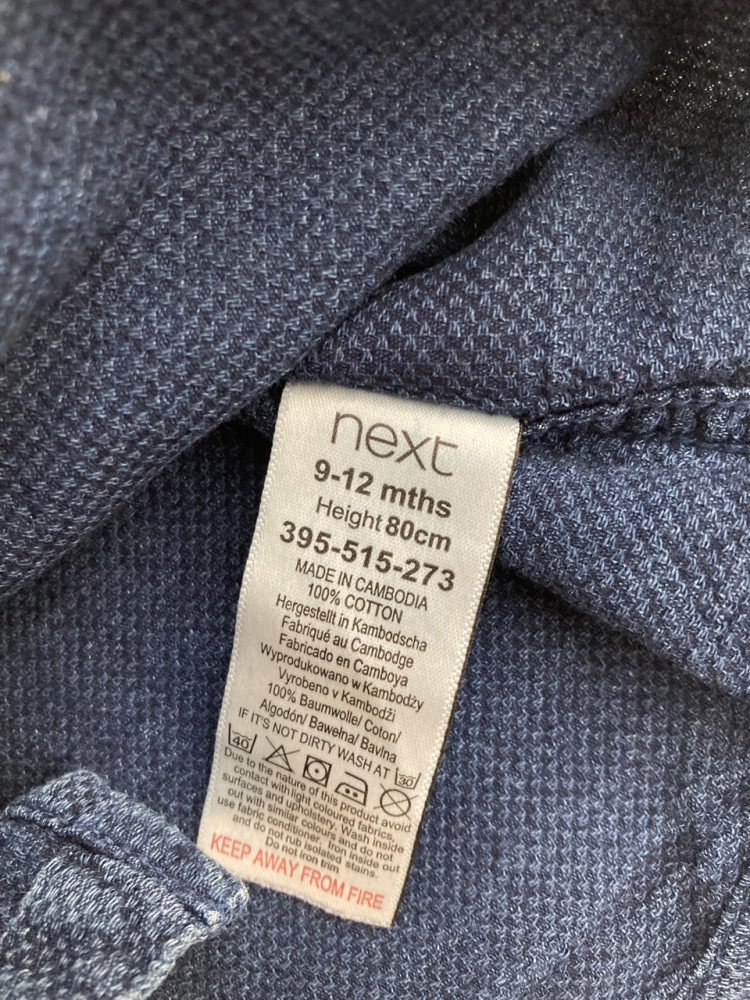 next
9-12 mths
Height 80cm
395-515-273
MADE IN CAMBODIA
100% COTTON
Hergestellt in Kambodscha
Fabriqué au Cambodge
Fabricado en Camboya
Wyprodukowano w Kambodży
Vyrobeno v Kambodži
100% Baumwolle/ Coton/
Algodón/ Bawełna/ Bavlna
IF IT'S NOT DIRTY WASH AT 30
40
Due to the nature of this product avoid
contact with light coloured fabrics,
surfaces and upholstery. Wash inside
out with similar colours and do not
use fabric conditioner. Iron inside out
and do not rub isolated stains.
Do not iron trim
KEEP AWAY FROM FIRE